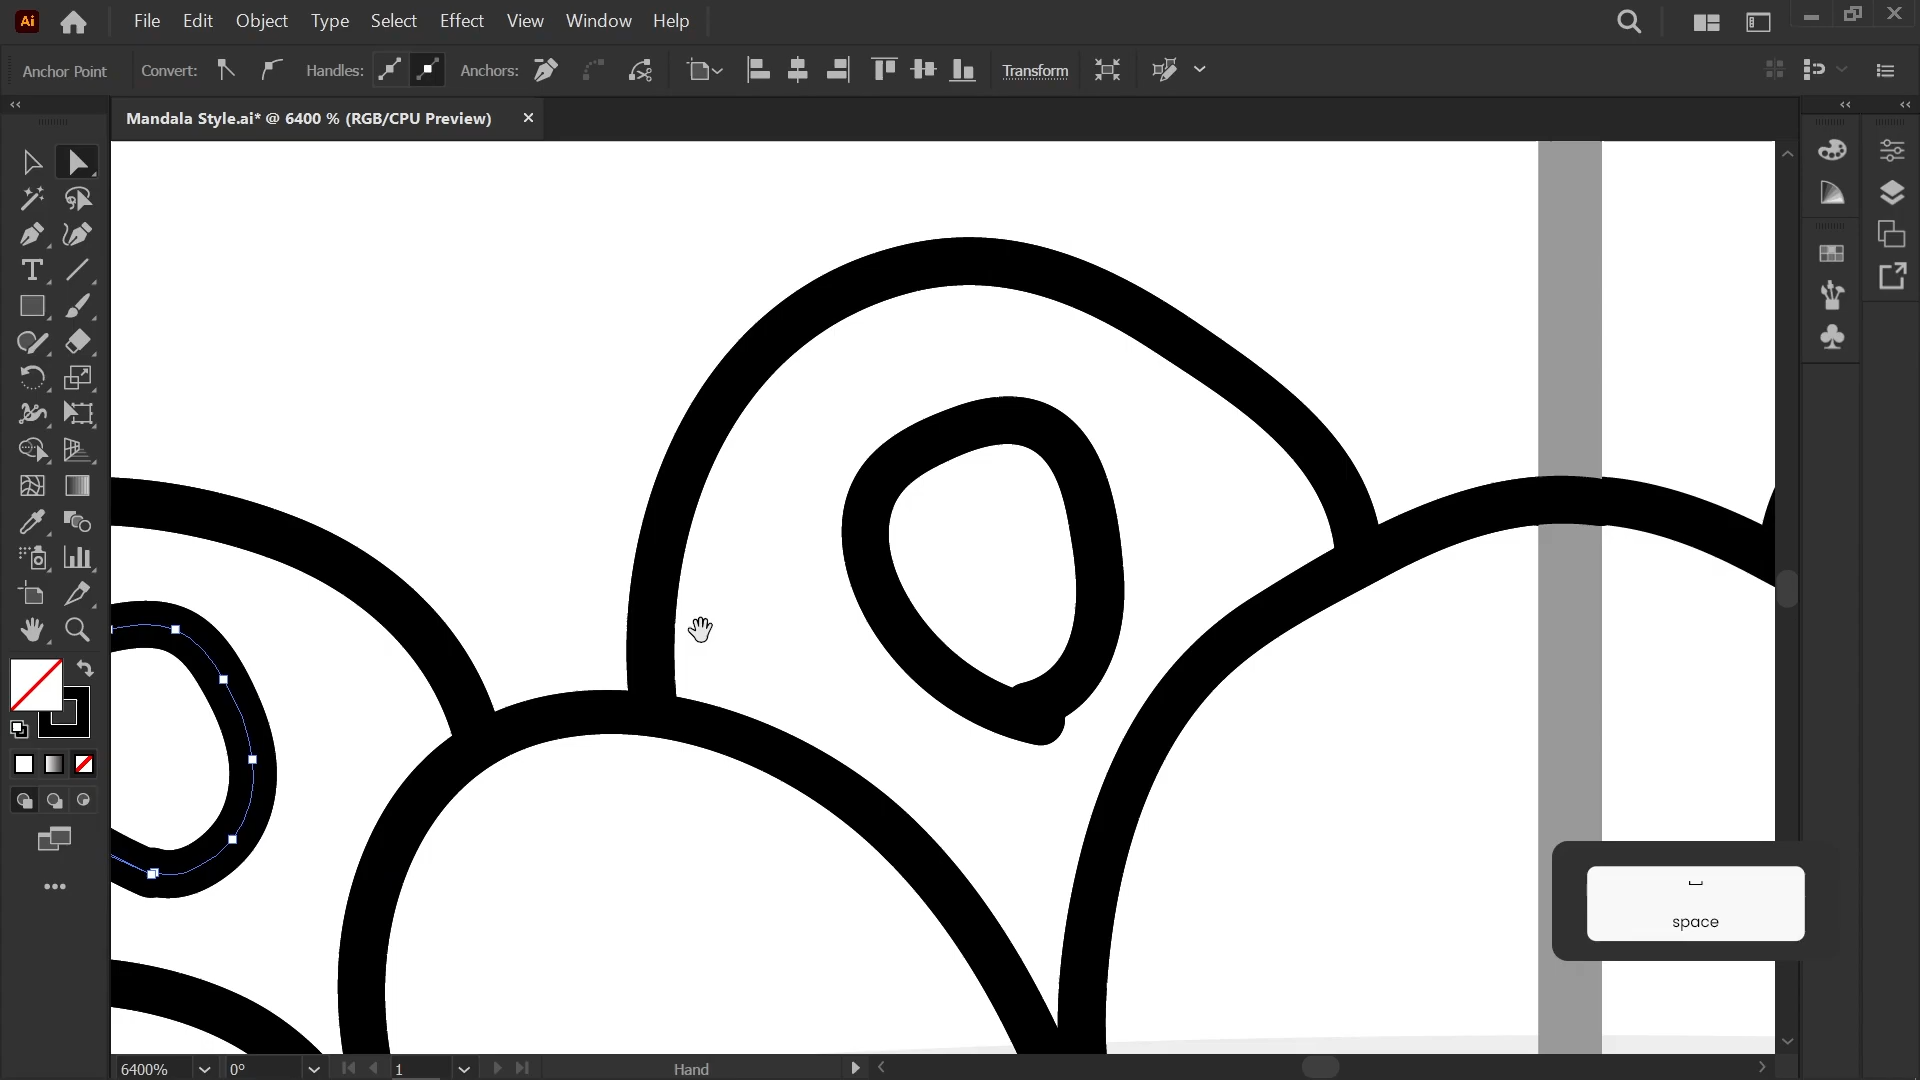 Ai File Edit Object Type Select Effect View Window Help
Anchor Point Convert: Handles: Anchors: Transform
Mandala Style.ai* @ 6400 % (RGB/CPU Preview)
space
6400% 0° 1 Hand